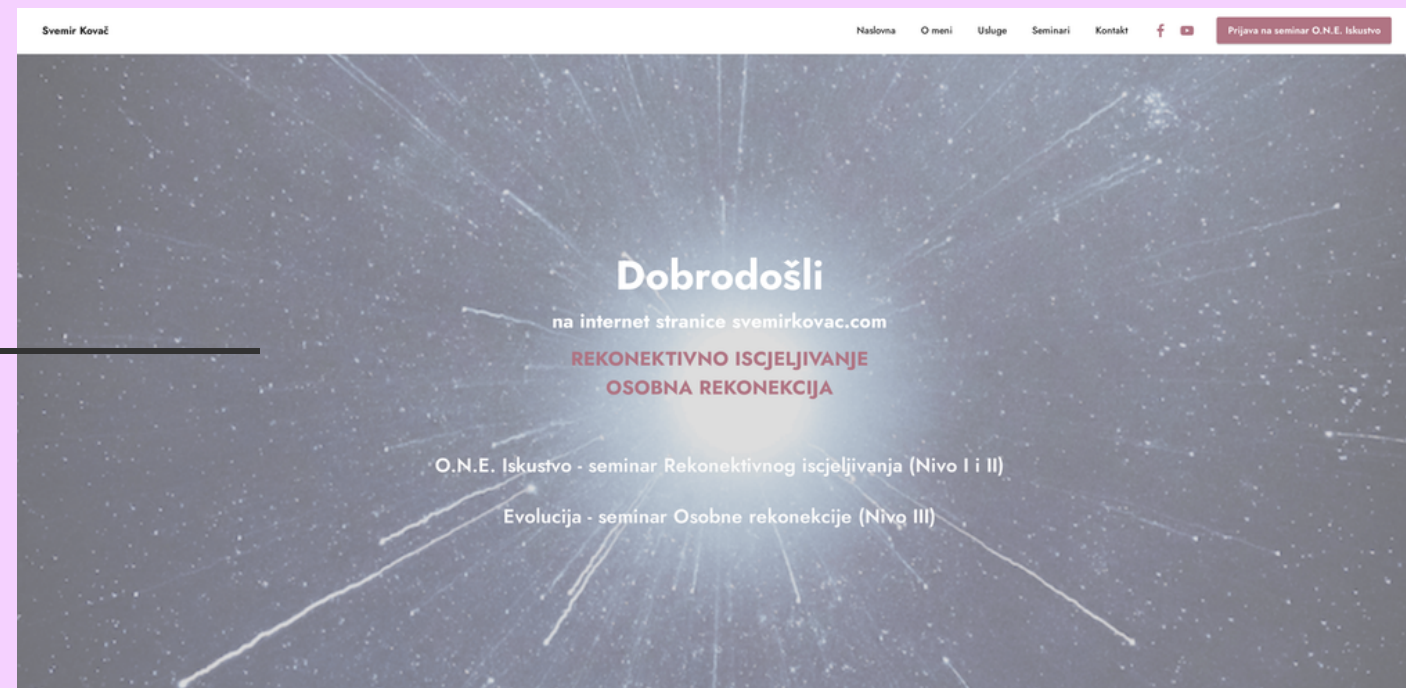 Svemir Kovač
Naslovna O meni Usluge Seminari Kontakt Prijava na seminar O.N.E. Iskustvo
Dobrodošli
na internet stranice svemirkovac.com
REKONEKTIVNO ISCJELJIVANJE
OSOBNA REKONEKCIJA
O.N.E. Iskustvo - seminar Rekonektivnog iscjeljivanja (Nivo I i II)
Evolucija - seminar Osobne rekonekcije (Nivo III)